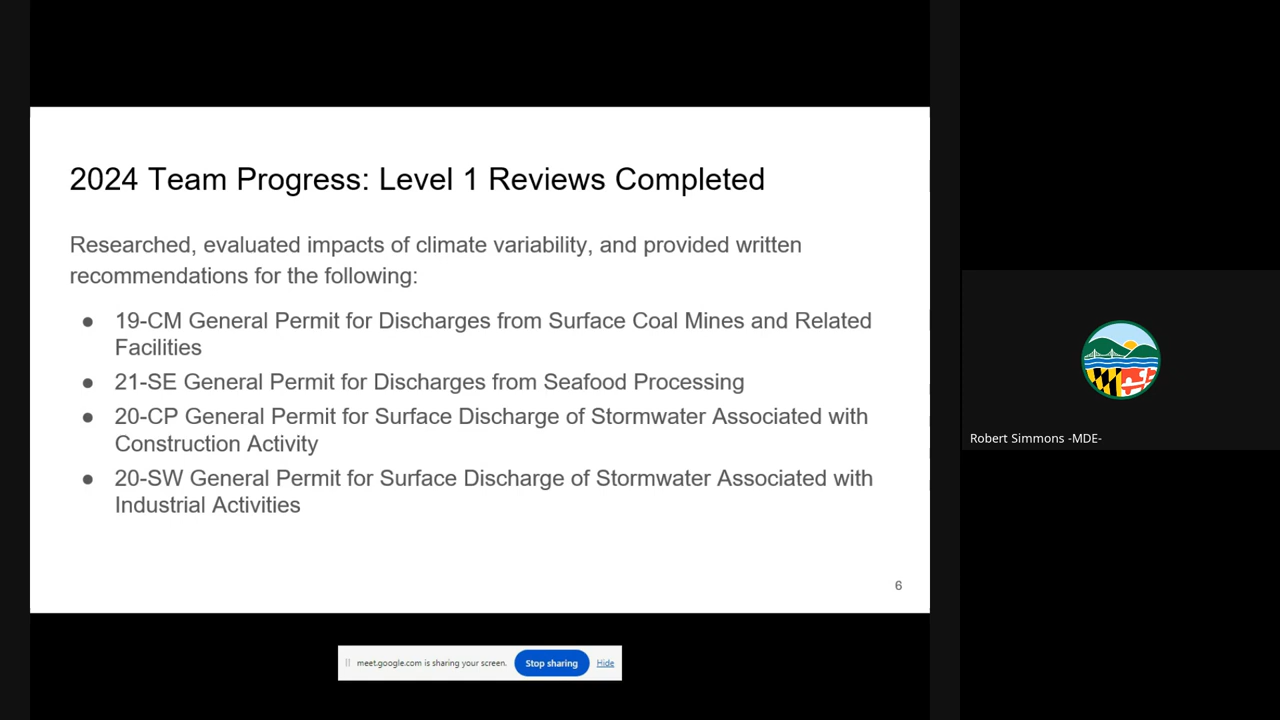 2024 Team Progress: Level 1 Reviews Completed
Researched, evaluated impacts of climate variability, and provided written
recommendations for the following:
● 19-CM General Permit for Discharges from Surface Coal Mines and Related
Facilities
● 21-SE General Permit for Discharges from Seafood Processing
● 20-CP General Permit for Surface Discharge of Stormwater Associated with
Construction Activity
● 20-SW General Permit for Surface Discharge of Stormwater Associated with
Industrial Activities
6
meet.google.com is sharing your screen. Stop sharing Hide
Robert Simmons -MDE-